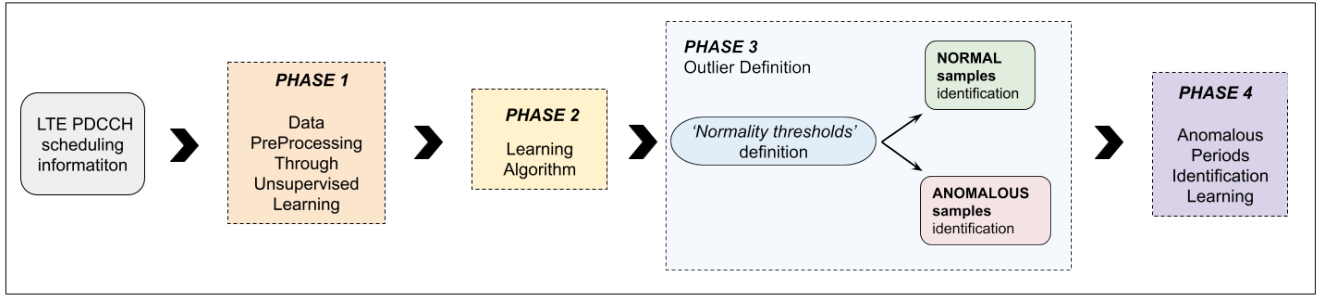 LTE PDCCH
scheduling
informatiton
PHASE 1
Data
PreProcessing
Through
Unsupervised
Learning
PHASE 2
Learning
Algorithm
PHASE 3
Outlier Definition
‘Normality thresholds’
definition
NORMAL
samples
identification
ANOMALOUS
samples
identification
PHASE 4
Anomalous
Periods
Identification
Learning